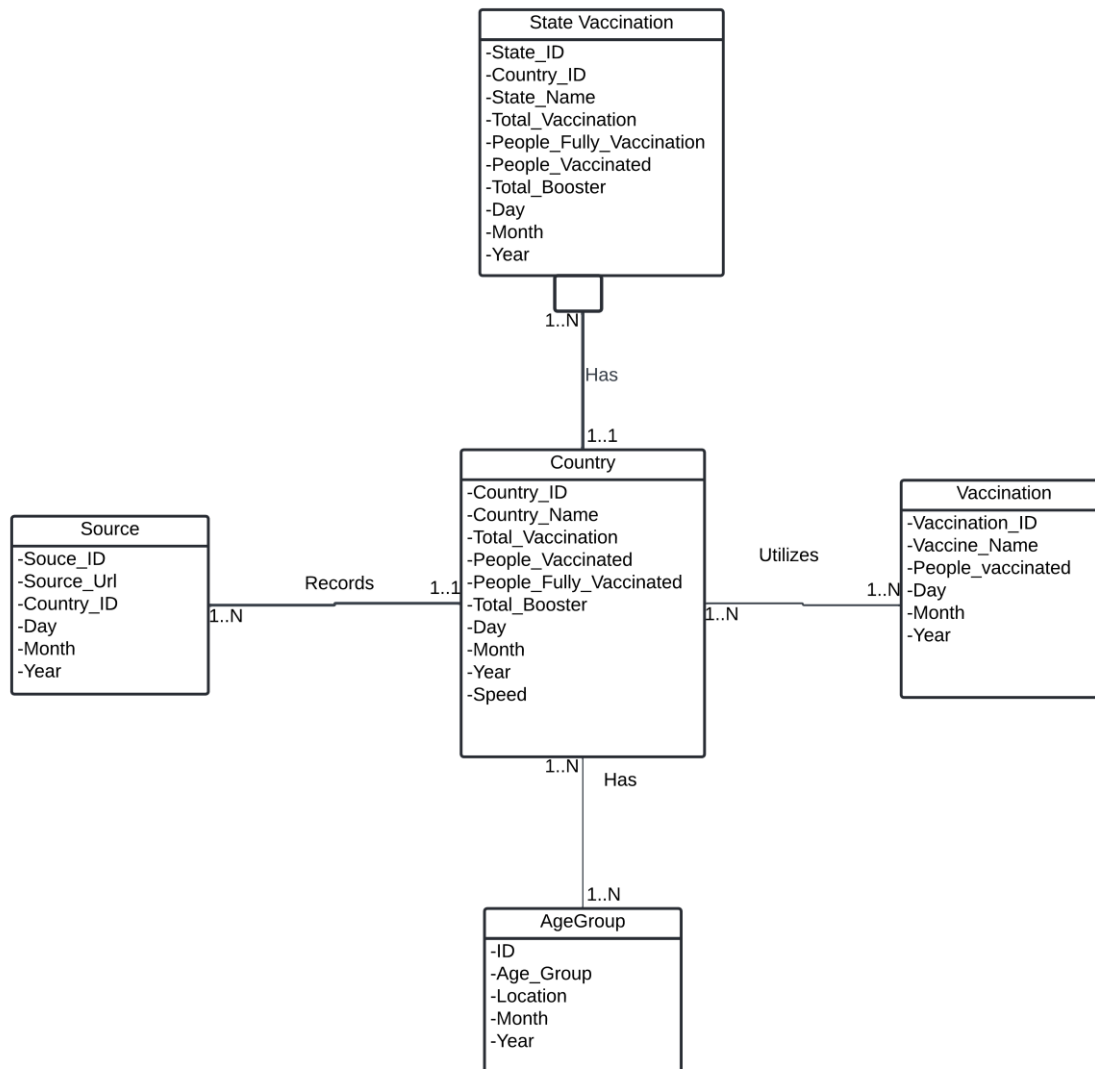 State Vaccination
-State_ID
-Country_ID
-State_Name
-Total_Vaccination
-People_Fully_Vaccination
-People_Vaccinated
-Total_Booster
-Day
-Month
-Year
1..N
Has
1..1
Country
-Country_ID
-Country_Name
-Total_Vaccination
-People_Vaccinated
-People_Fully_Vaccinated
-Total_Booster
-Day
-Month
-Year
-Speed
Source
-Souce_ID
-Source_Url
-Country_ID
-Day
-Month
-Year
1..N
Records
1..1
Utilizes
1..N
1..N
Vaccination
-Vaccination_ID
-Vaccine_Name
-People_vaccinated
-Day
-Month
-Year
1..N
Has
1..N
AgeGroup
-ID
-Age_Group
-Location
-Month
-Year